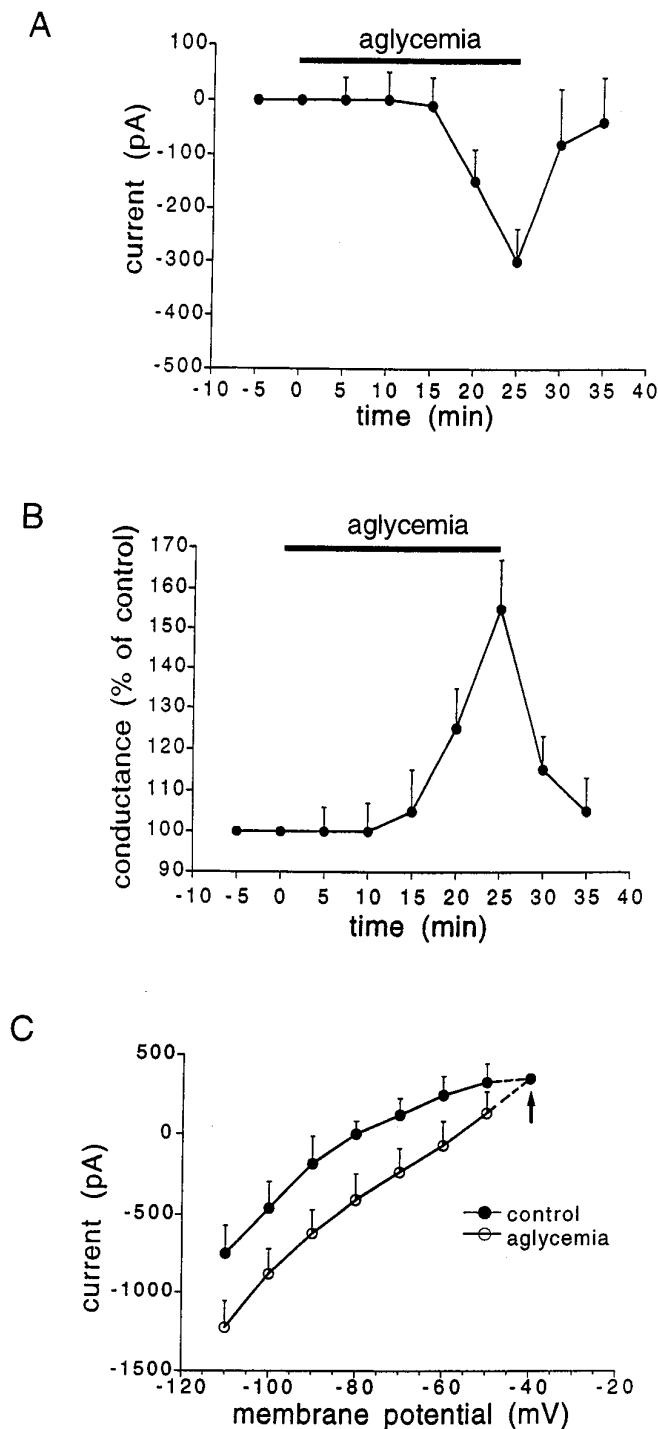 A
aglycemia
100
0
-100
-200
-300
-400
-500
current (pA)
-10 -5 0 5 10 15 20 25 30 35 40
time (min)
B
aglycemia
170
160
150
140
130
120
110
100
90
conductance (% of control)
-10 -5 0 5 10 15 20 25 30 35 40
time (min)
C
500
0
-500
-1000
-1500
current (pA)
control
aglycemia
-120 -100 -80 -60 -40 -20
membrane potential (mV)